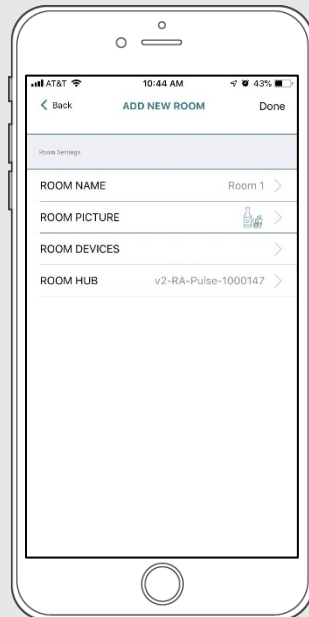 AT&T 10:44 AM 43%
Back ADD NEW ROOM Done
Room Settings
ROOM NAME Room 1
ROOM PICTURE
ROOM DEVICES
ROOM HUB v2-RA-Pulse-1000147